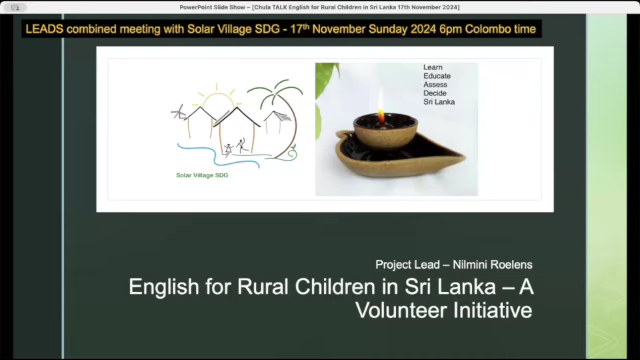 PowerPoint Slide Show – [Chula TALK English for Rural Children in Sri Lanka 17th November 2024]
LEADS combined meeting with Solar Village SDG - 17th November Sunday 2024 6pm Colombo time
Learn
Educate
Assess
Decide
Sri Lanka
Solar Village SDG
Project Lead – Nilmini Roelens
English for Rural Children in Sri Lanka – A
Volunteer Initiative